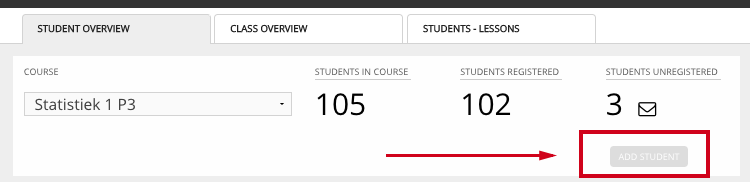 STUDENT OVERVIEW
CLASS OVERVIEW
STUDENTS - LESSONS
COURSE
STUDENTS IN COURSE
STUDENTS REGISTERED
STUDENTS UNREGISTERED
Statistiek 1 P3
105
102
3
ADD STUDENT